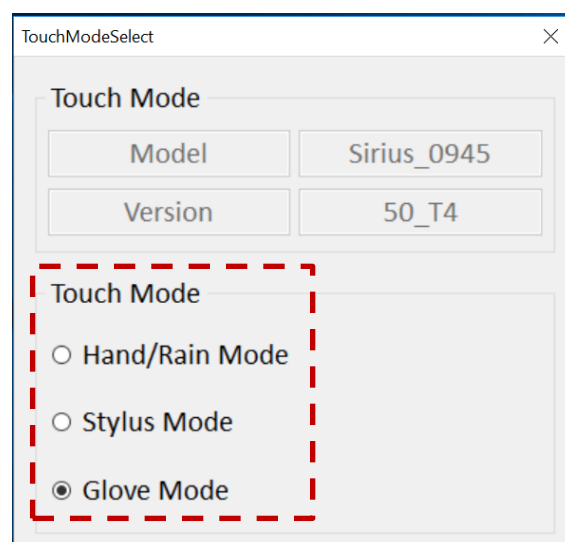 TouchModeSelect
Touch Mode
Model Sirius_0945
Version 50_T4
Touch Mode
Hand/Rain Mode
Stylus Mode
Glove Mode